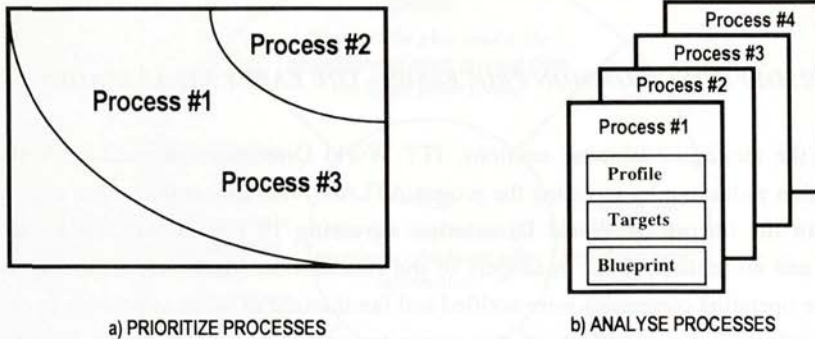 Process #2
Process #1
Process #3
a) PRIORITIZE PROCESSES
Process #4
Process #3
Process #2
Process #1
Profile
Targets
Blueprint
b) ANALYSE PROCESSES